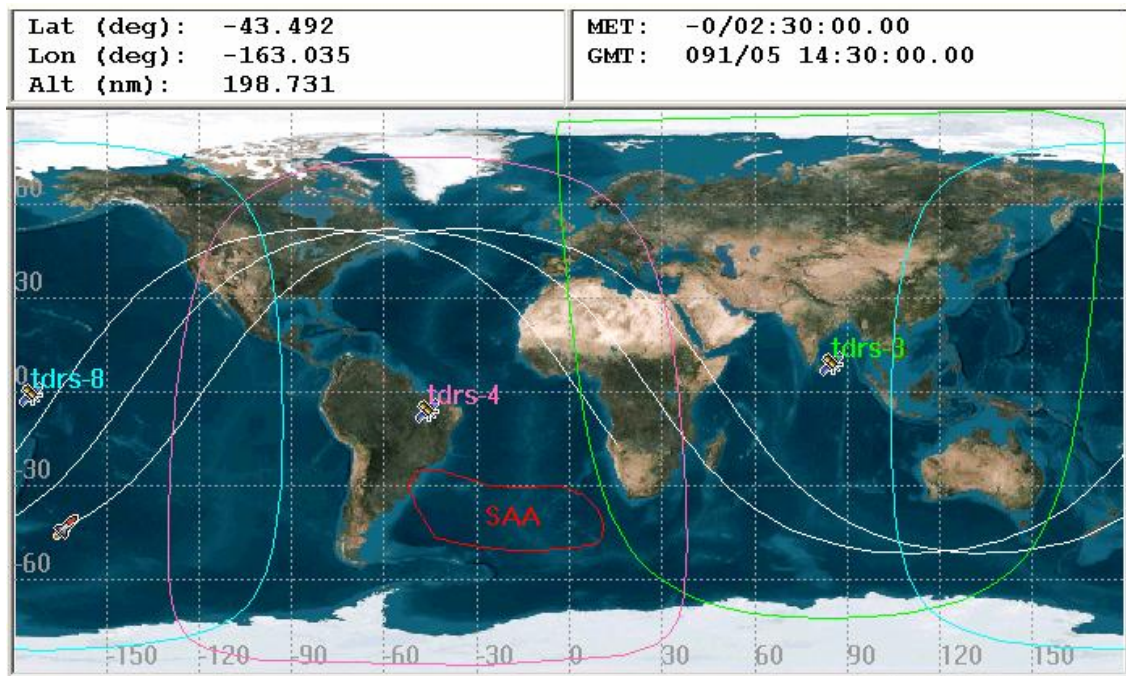 Lat (deg): -43.492
Lon (deg): -163.035
Alt (nm): 198.731
MET: -0/02:30:00.00
GMT: 091/05 14:30:00.00
60
30
0
tdrs-8
tdrs-4
tdrs-3
-30
SAA
-60
-150 -120 -90 -60 -30 0 30 60 90 120 150